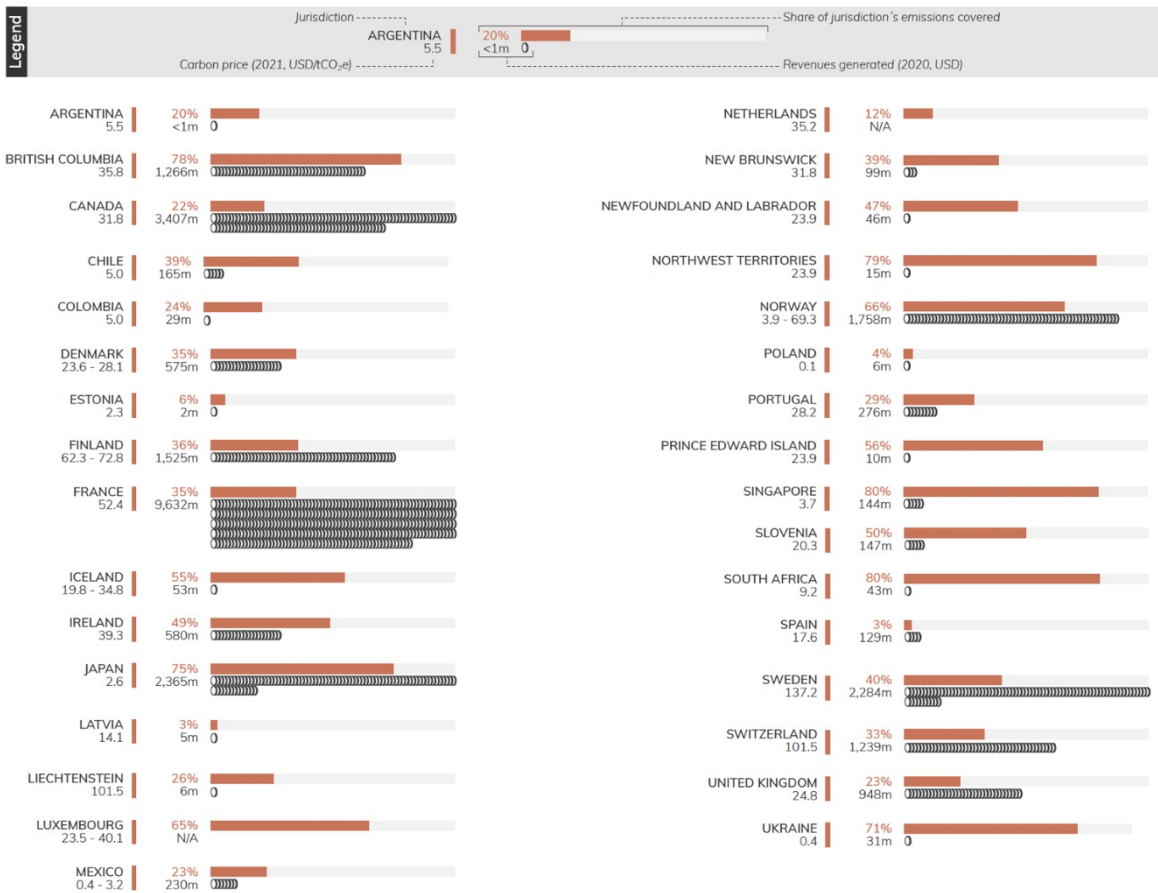 Legend
Jurisdiction
Share of jurisdiction's emissions covered
ARGENTINA
20%
5.5
<1m
Carbon price (2021, USD/tCO₂e)
Revenues generated (2020, USD)
ARGENTINA 20%
5.5 <1m
BRITISH COLUMBIA 78%
35.8 1,266m
CANADA 22%
31.8 3,407m
CHILE 39%
5.0 165m
COLOMBIA 24%
5.0 29m
DENMARK 35%
23.6 - 28.1 575m
ESTONIA 6%
2.3 2m
FINLAND 36%
62.3 - 72.8 1,525m
FRANCE 35%
52.4 9,632m
ICELAND 55%
19.8 - 34.8 53m
IRELAND 49%
39.3 580m
JAPAN 75%
2.6 2,365m
LATVIA 3%
14.1 5m
LIECHTENSTEIN 26%
101.5 6m
LUXEMBOURG 65%
23.5 - 40.1 N/A
MEXICO 23%
0.4 - 3.2 230m
NETHERLANDS 12%
35.2 N/A
NEW BRUNSWICK 39%
31.8 99m
NEWFOUNDLAND AND LABRADOR 47%
23.9 46m
NORTHWEST TERRITORIES 79%
23.9 15m
NORWAY 66%
3.9 - 69.3 1,758m
POLAND 4%
0.1 6m
PORTUGAL 29%
28.2 276m
PRINCE EDWARD ISLAND 56%
23.9 10m
SINGAPORE 80%
3.7 144m
SLOVENIA 50%
20.3 147m
SOUTH AFRICA 80%
9.2 43m
SPAIN 3%
17.6 129m
SWEDEN 40%
137.2 2,284m
SWITZERLAND 33%
101.5 1,239m
UNITED KINGDOM 23%
24.8 948m
UKRAINE 71%
0.4 31m